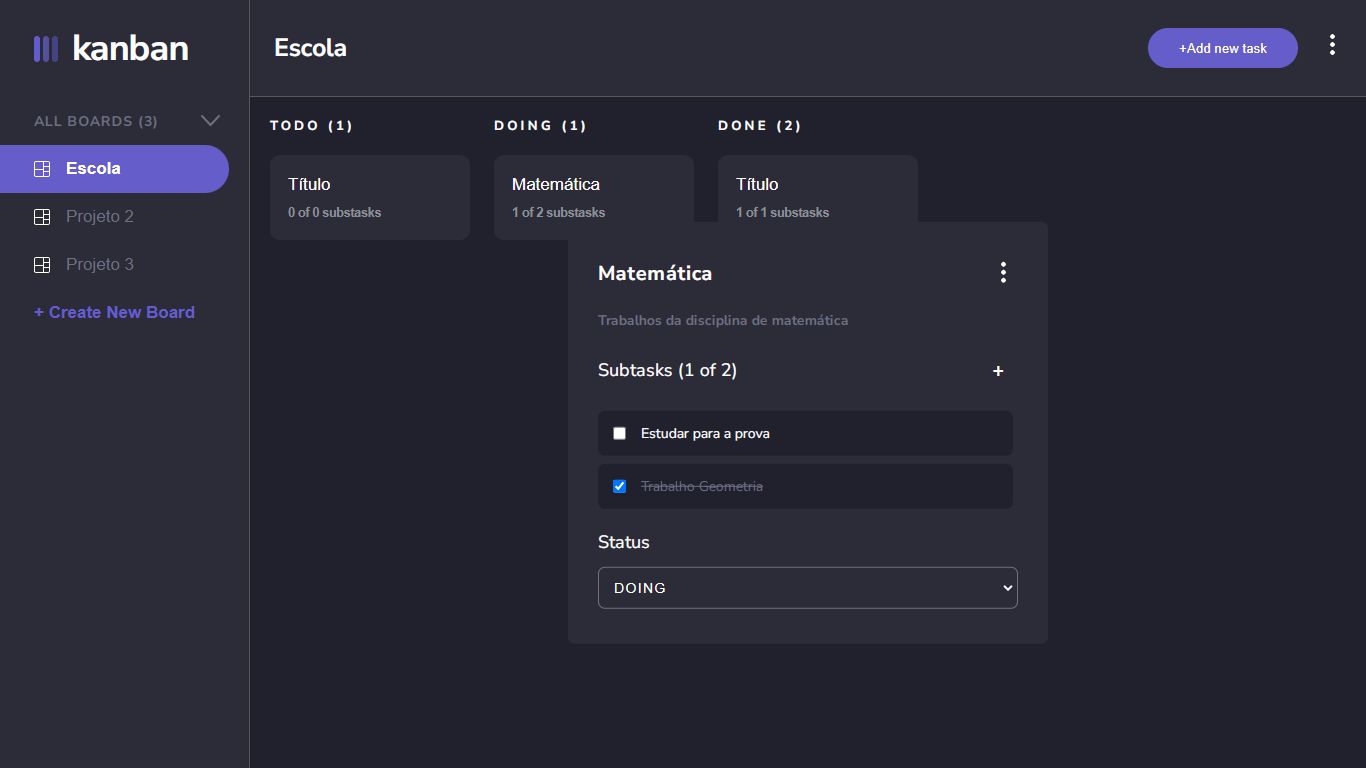 kanban
ALL BOARDS (3)
Escola
Projeto 2
Projeto 3
+ Create New Board
Escola
+Add new task
TODO (1)
Título
0 of 0 substasks
DOING (1)
Matemática
1 of 2 substasks
DONE (2)
Título
1 of 1 substasks
Matemática
Trabalhos da disciplina de matemática
Subtasks (1 of 2)
+
Estudar para a prova
Trabalho Geometria
Status
DOING